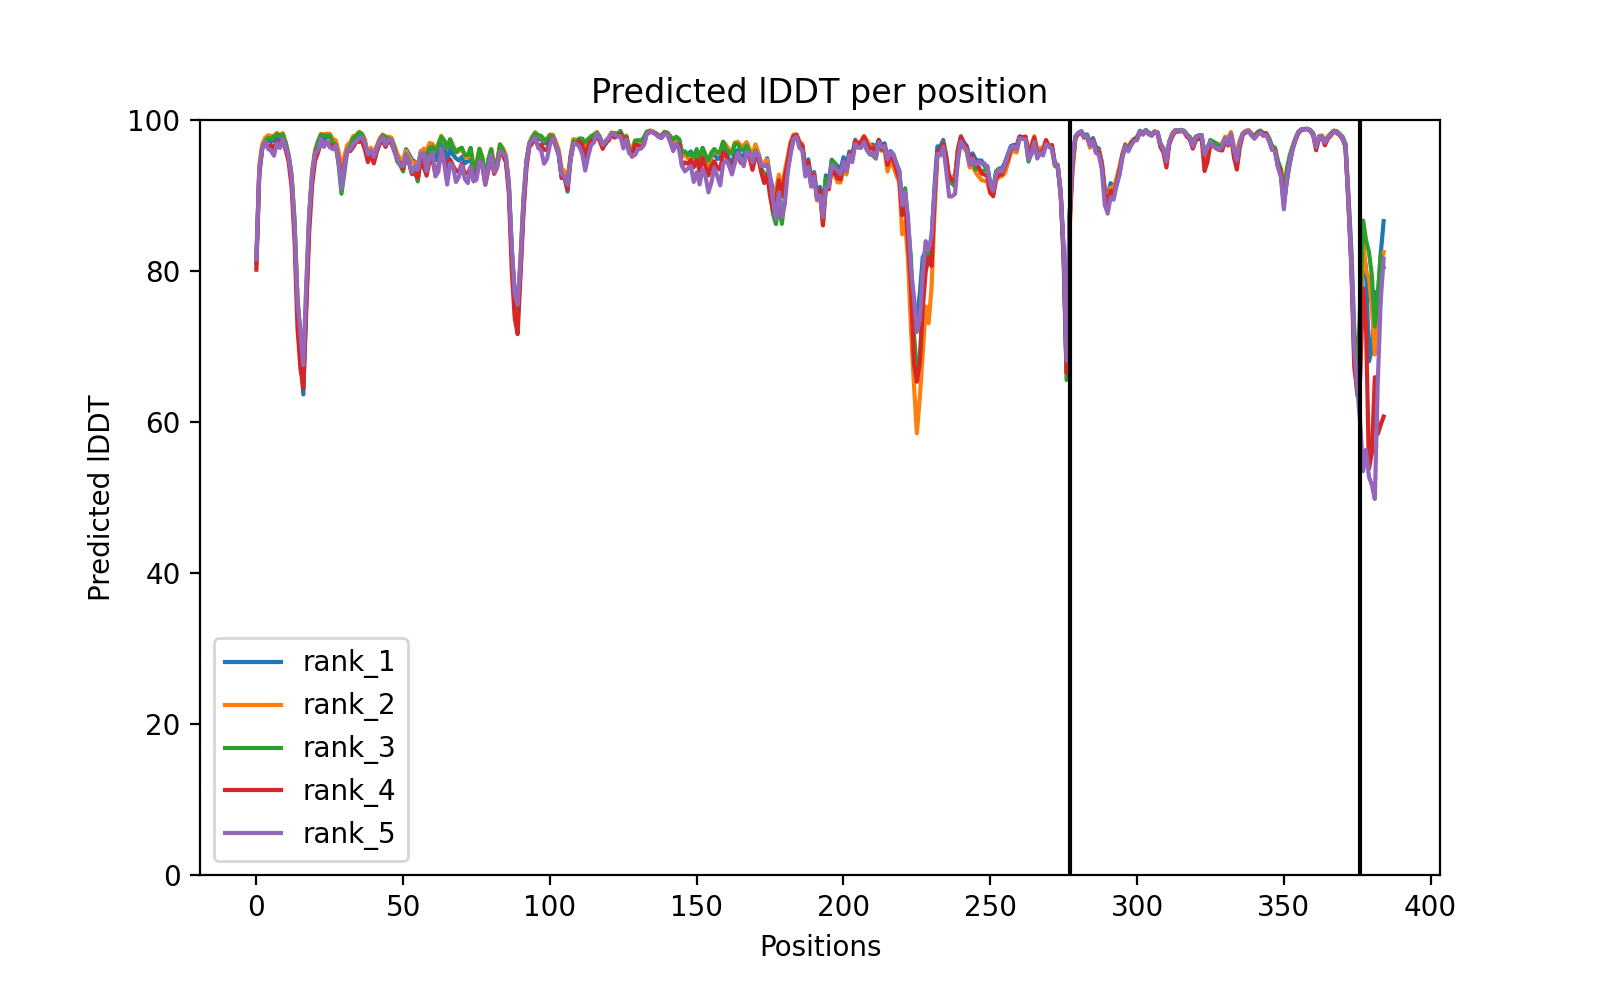 Predicted lDDT per position
100
80
60
40
20
0
Predicted lDDT
rank_1
rank_2
rank_3
rank_4
rank_5
0 50 100 150 200 250 300 350 400
Positions